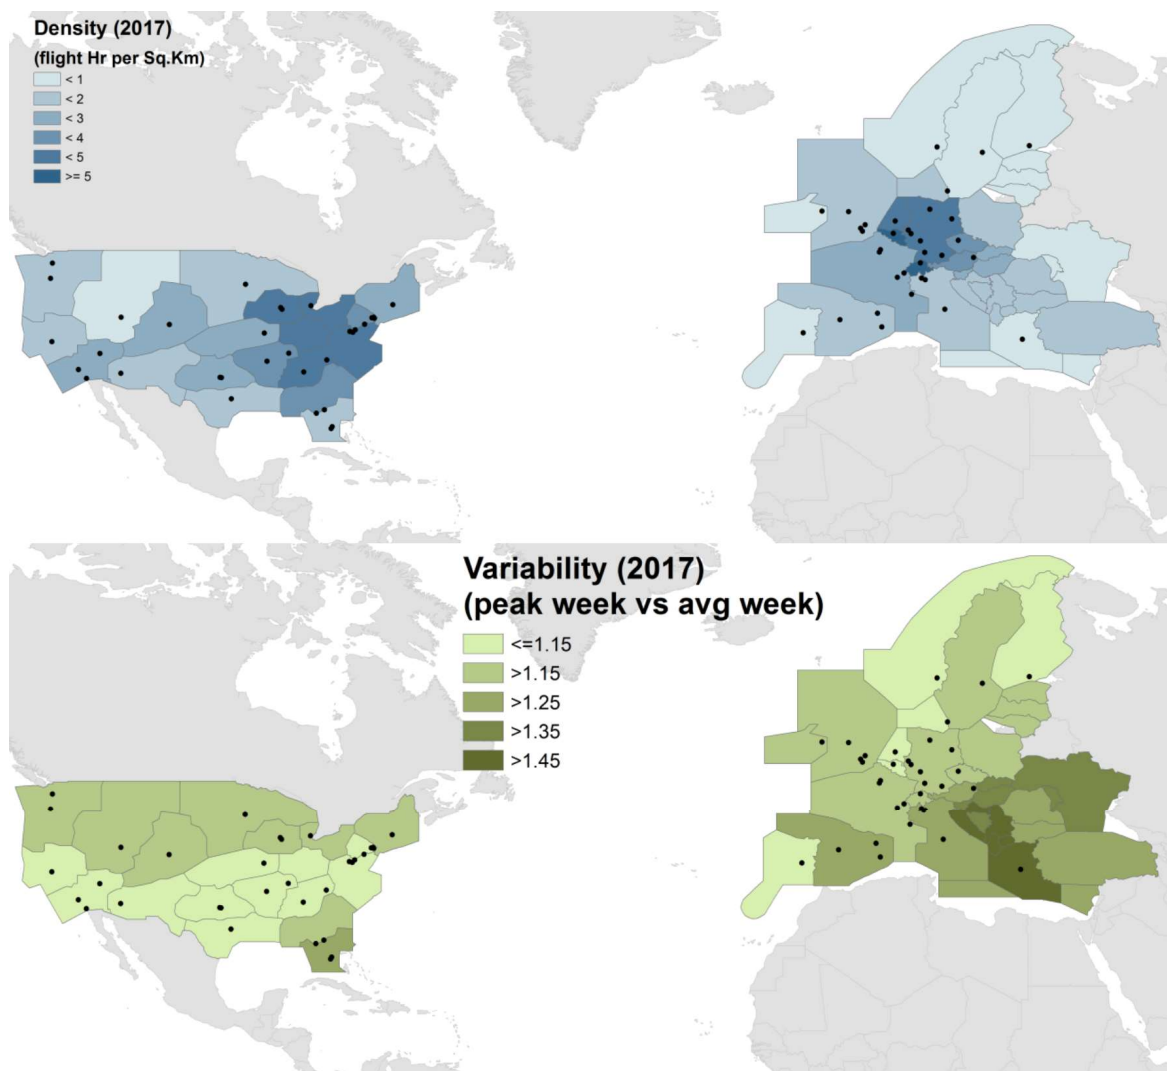 Density (2017)
(flight Hr per Sq.Km)
< 1
< 2
< 3
< 4
< 5
>= 5
Variability (2017)
(peak week vs avg week)
<=1.15
>1.15
>1.25
>1.35
>1.45